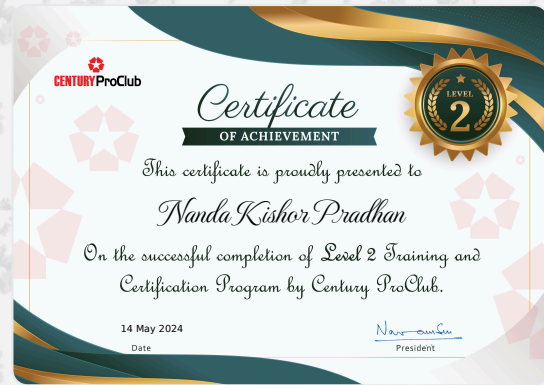 CENTURY ProClub
Certificate
OF ACHIEVEMENT
LEVEL
2
This certificate is proudly presented to
Nanda Kishor Pradhan
On the successful completion of Level 2 Training and
Certification Program by Century ProClub.
14 May 2024
Date
President